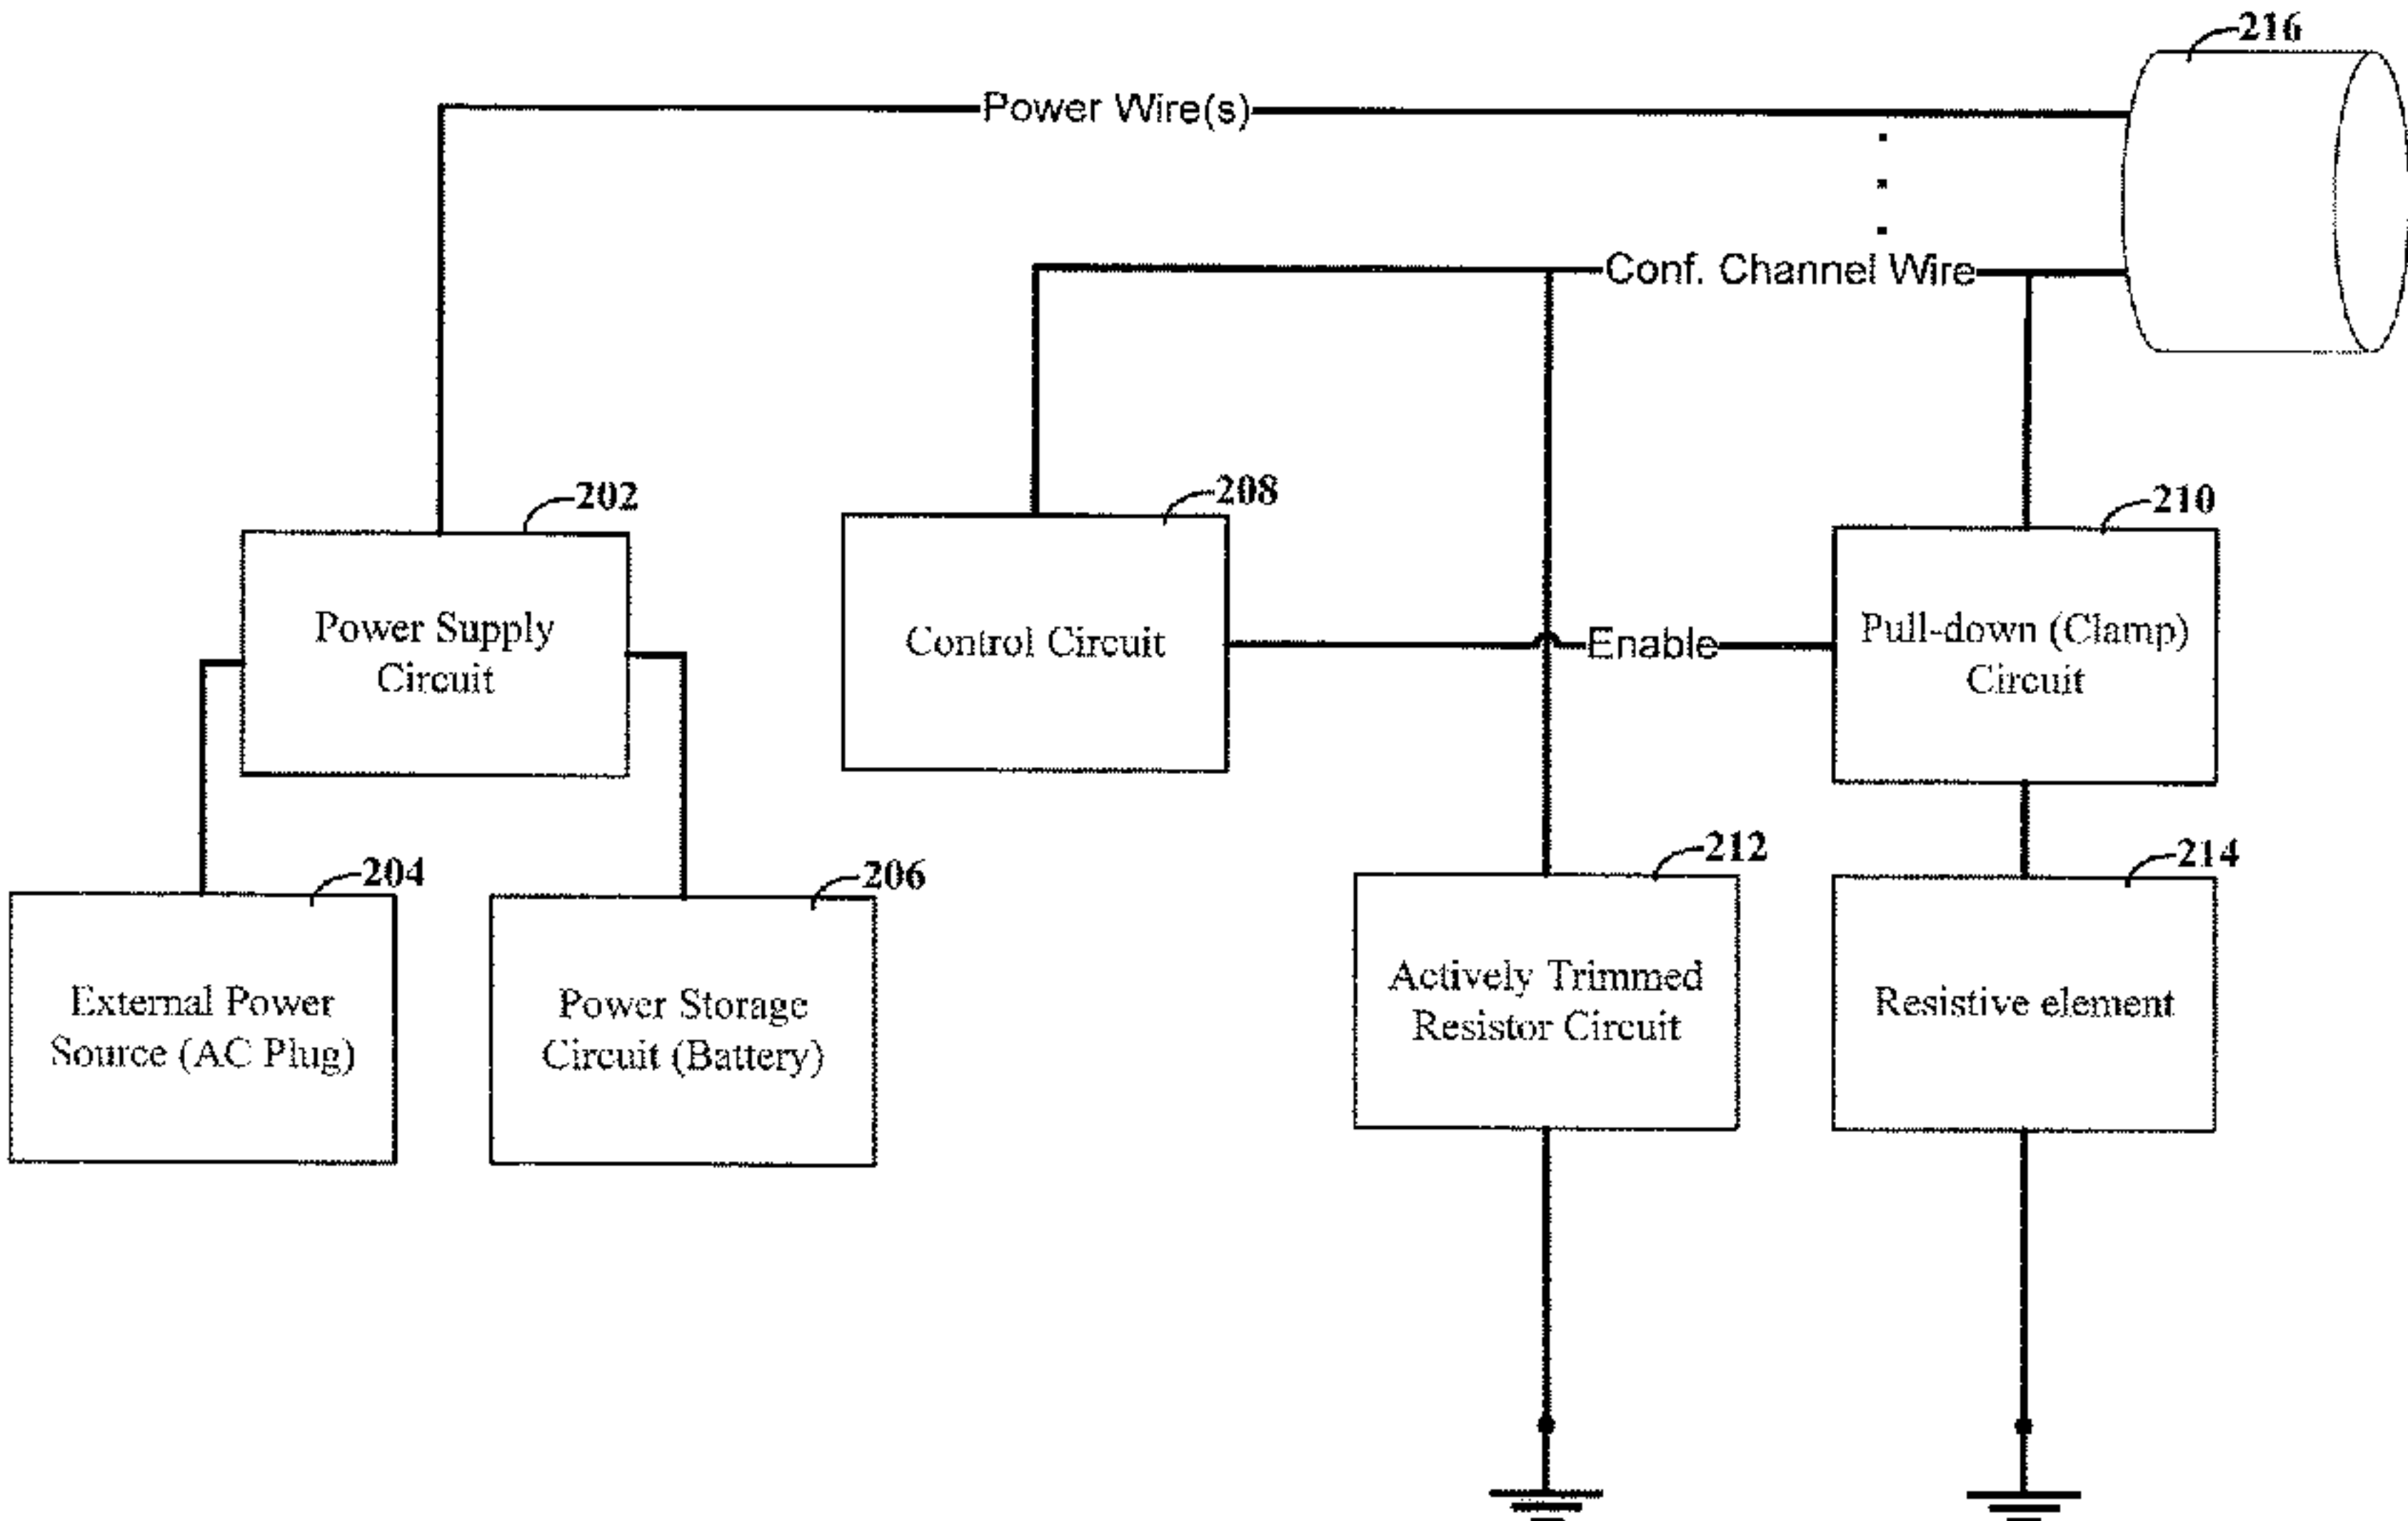 216
Power Wire(s)
Conf. Channel Wire
202
208
210
Power Supply
Circuit
Control Circuit
Enable
Pull-down (Clamp)
Circuit
204
206
212
214
External Power
Source (AC Plug)
Power Storage
Circuit (Battery)
Actively Trimmed
Resistor Circuit
Resistive element